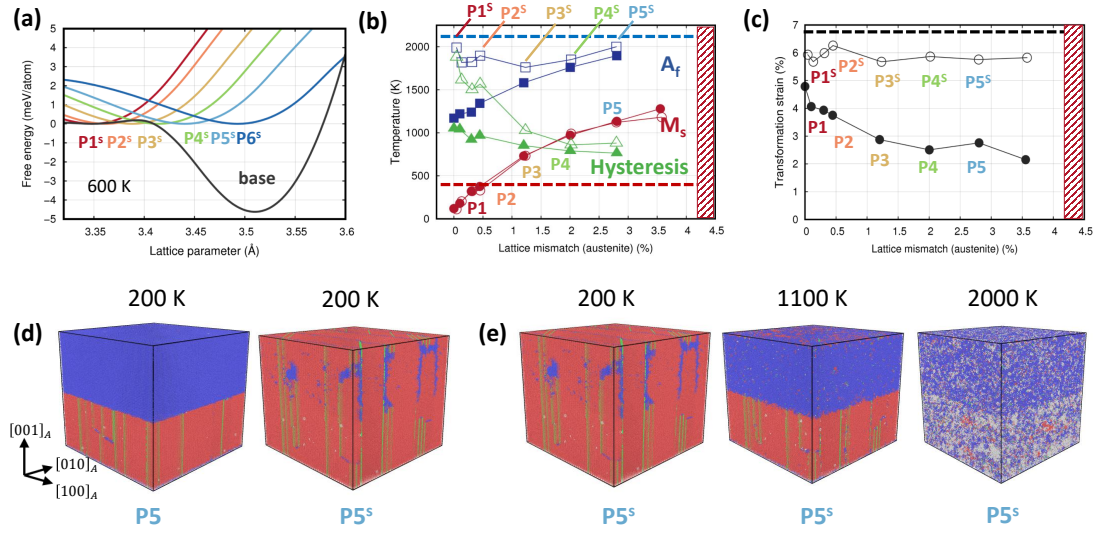 (a)
5
4
3
2
1
0
-1
-2
-3
-4
-5
Free energy (meV/atom)
P1ˢ P2ˢ P3ˢ P4ˢ P5ˢ P6ˢ
base
600 K
3.35 3.4 3.45 3.5 3.55 3.6
Lattice parameter (Å)
(b)
P1ˢ P2ˢ P3ˢ P4ˢ P5ˢ
2000
1500
1000
500
0
Temperature (K)
A_f
P5
M_s
P4
Hysteresis
P3
P2
P1
0 0.5 1 1.5 2 2.5 3 3.5 4 4.5
Lattice mismatch (austenite) (%)
(c)
7
6
5
4
3
2
1
0
Transformation strain (%)
P1ˢ P2ˢ P3ˢ P4ˢ P5ˢ
P1 P2 P3 P4 P5
0 0.5 1 1.5 2 2.5 3 3.5 4 4.5
Lattice mismatch (austenite) (%)
(d)
200 K 200 K
[001]_A
[010]_A
[100]_A
P5 P5ˢ
(e)
200 K 1100 K 2000 K
P5ˢ P5ˢ P5ˢ